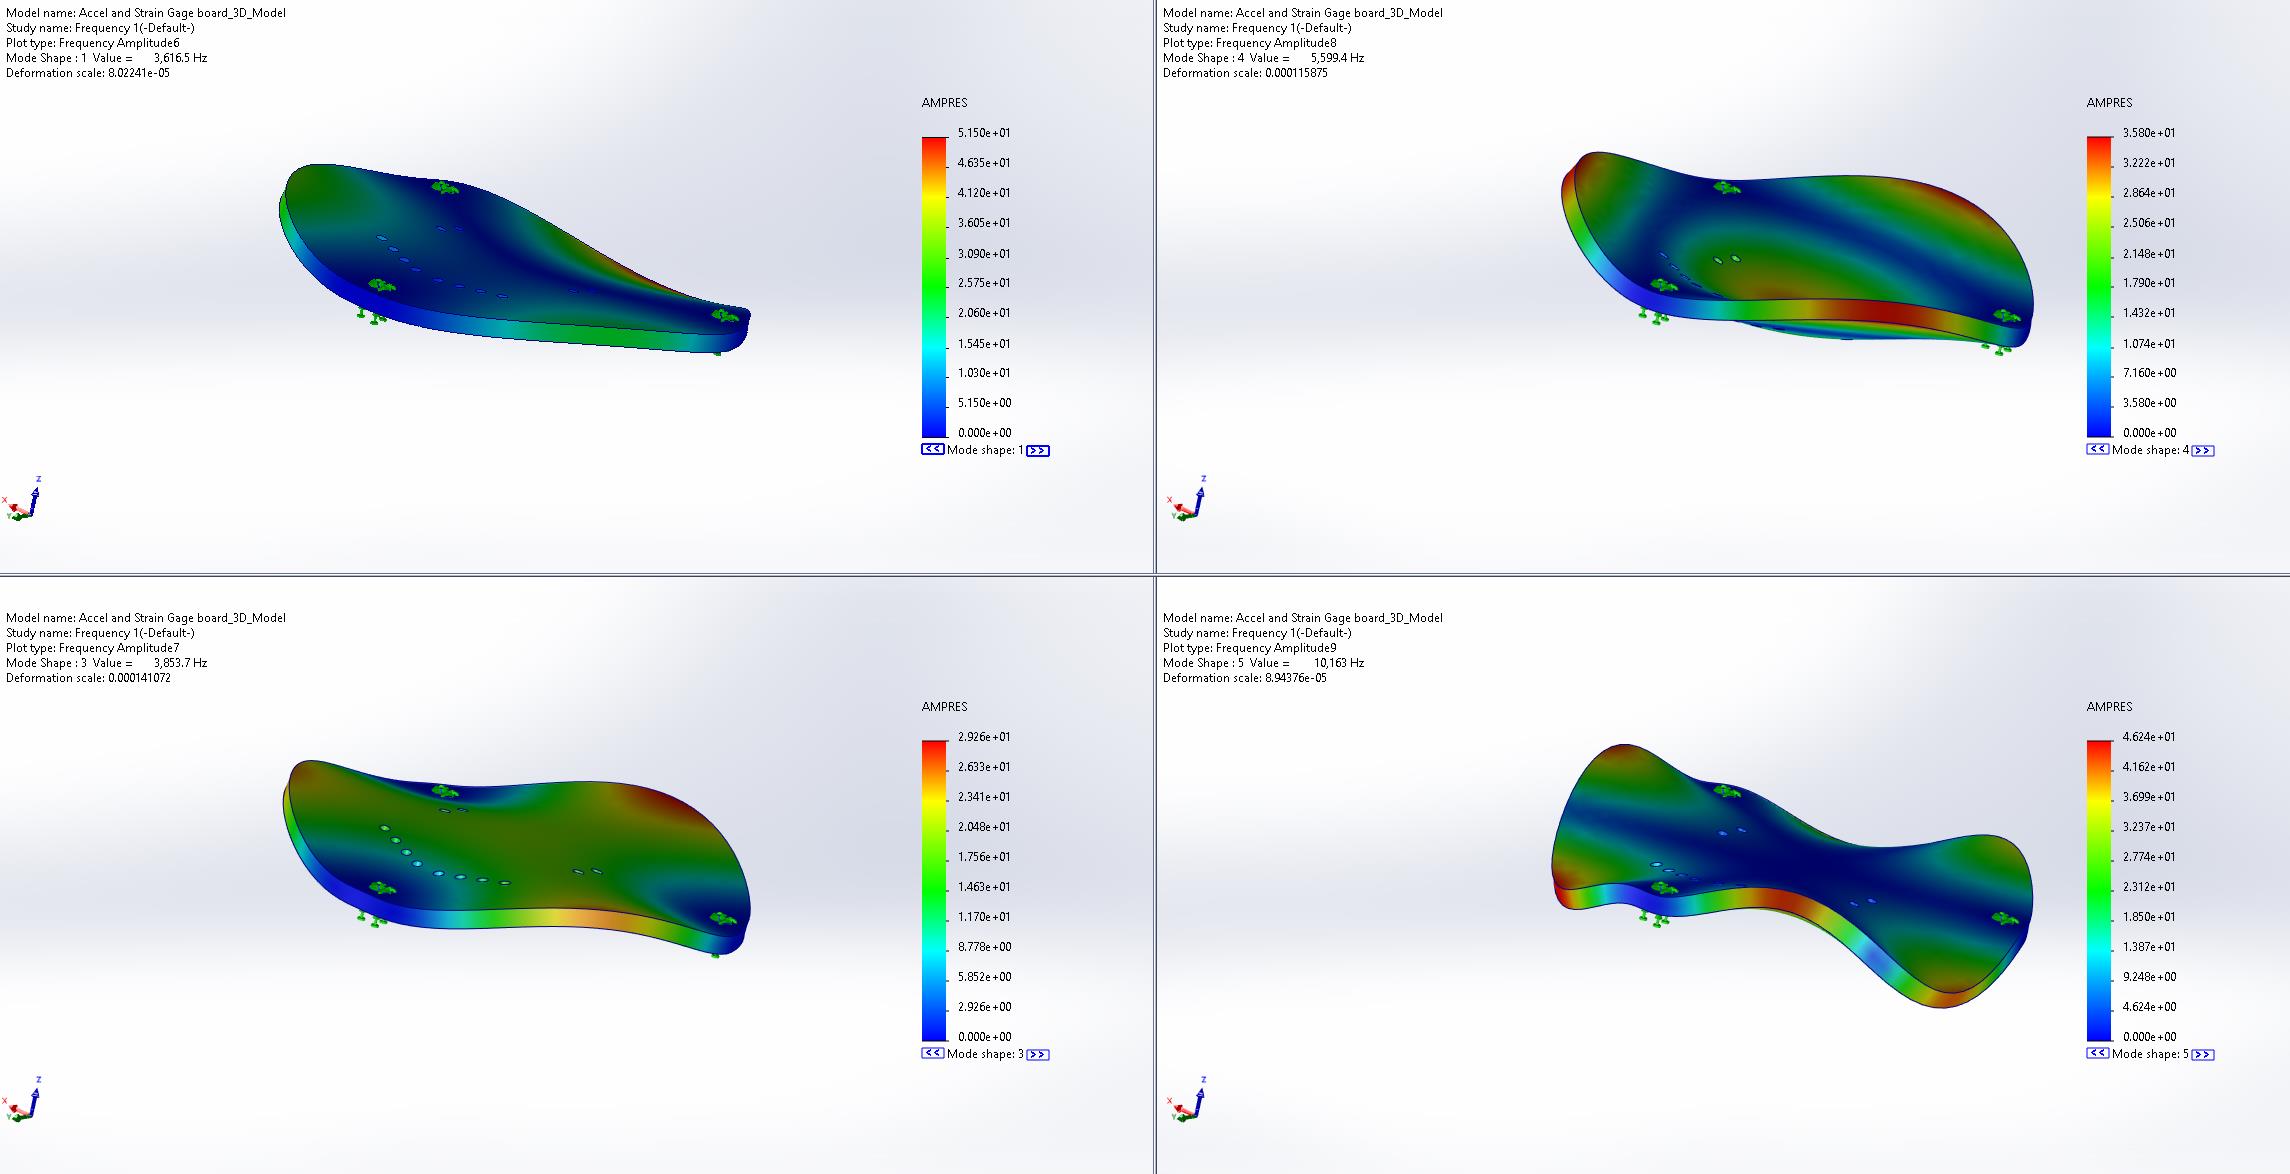 Model name: Accel and Strain Gage board_3D_Model
Study name: Frequency 1(-Default-)
Plot type: Frequency Amplitude6
Mode Shape : 1 Value = 3,616.5 Hz
Deformation scale: 8.02241e-05
AMPRES
5.150e+01
4.635e+01
4.120e+01
3.605e+01
3.090e+01
2.575e+01
2.060e+01
1.545e+01
1.030e+01
5.150e+00
0.000e+00
<< Mode shape: 1 >>
Z
X
Y
Model name: Accel and Strain Gage board_3D_Model
Study name: Frequency 1(-Default-)
Plot type: Frequency Amplitude8
Mode Shape : 4 Value = 5,599.4 Hz
Deformation scale: 0.000115875
AMPRES
3.580e+01
3.222e+01
2.864e+01
2.506e+01
2.148e+01
1.790e+01
1.432e+01
1.074e+01
7.160e+00
3.580e+00
0.000e+00
<< Mode shape: 4 >>
Z
X
Y
Model name: Accel and Strain Gage board_3D_Model
Study name: Frequency 1(-Default-)
Plot type: Frequency Amplitude7
Mode Shape : 3 Value = 3,853.7 Hz
Deformation scale: 0.000141072
AMPRES
2.926e+01
2.633e+01
2.341e+01
2.048e+01
1.756e+01
1.463e+01
1.170e+01
8.778e+00
5.852e+00
2.926e+00
0.000e+00
<< Mode shape: 3 >>
Z
X
Y
Model name: Accel and Strain Gage board_3D_Model
Study name: Frequency 1(-Default-)
Plot type: Frequency Amplitude9
Mode Shape : 5 Value = 10,163 Hz
Deformation scale: 8.94376e-05
AMPRES
4.624e+01
4.162e+01
3.699e+01
3.237e+01
2.774e+01
2.312e+01
1.850e+01
1.387e+01
9.248e+00
4.624e+00
0.000e+00
<< Mode shape: 5 >>
Z
X
Y